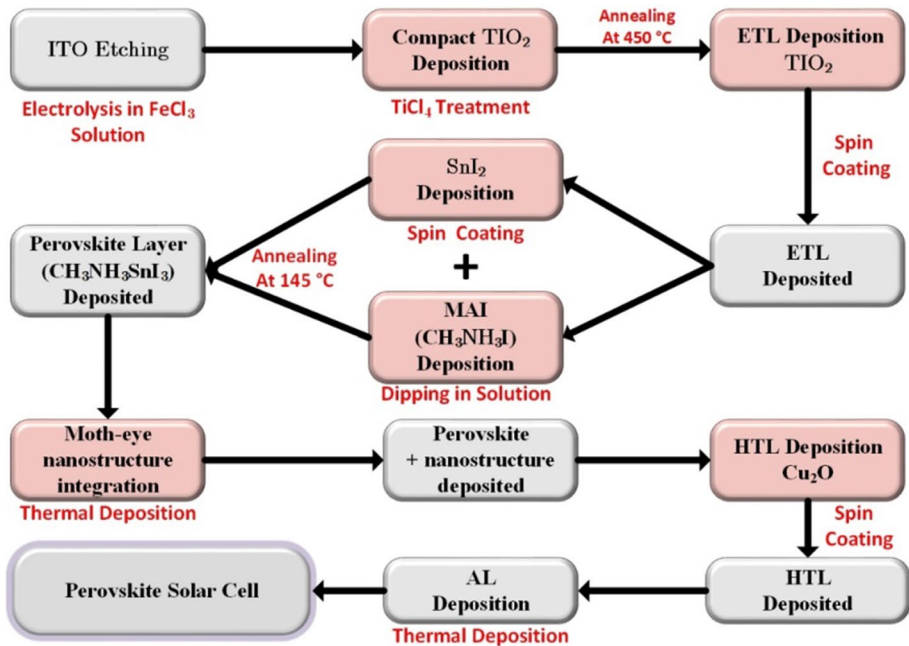 ITO Etching
Electrolysis in FeCl₃
Solution
Compact TIO₂
Deposition
TiCl₄ Treatment
Annealing
At 450 °C
ETL Deposition
TIO₂
Spin
Coating
SnI₂
Deposition
Spin Coating
+
MAI
(CH₃NH₃I)
Deposition
Dipping in Solution
ETL
Deposited
Annealing
At 145 °C
Perovskite Layer
(CH₃NH₃SnI₃)
Deposited
Moth-eye
nanostructure
integration
Thermal Deposition
Perovskite
+ nanostructure
deposited
HTL Deposition
Cu₂O
Spin
Coating
HTL
Deposited
AL
Deposition
Thermal Deposition
Perovskite Solar Cell